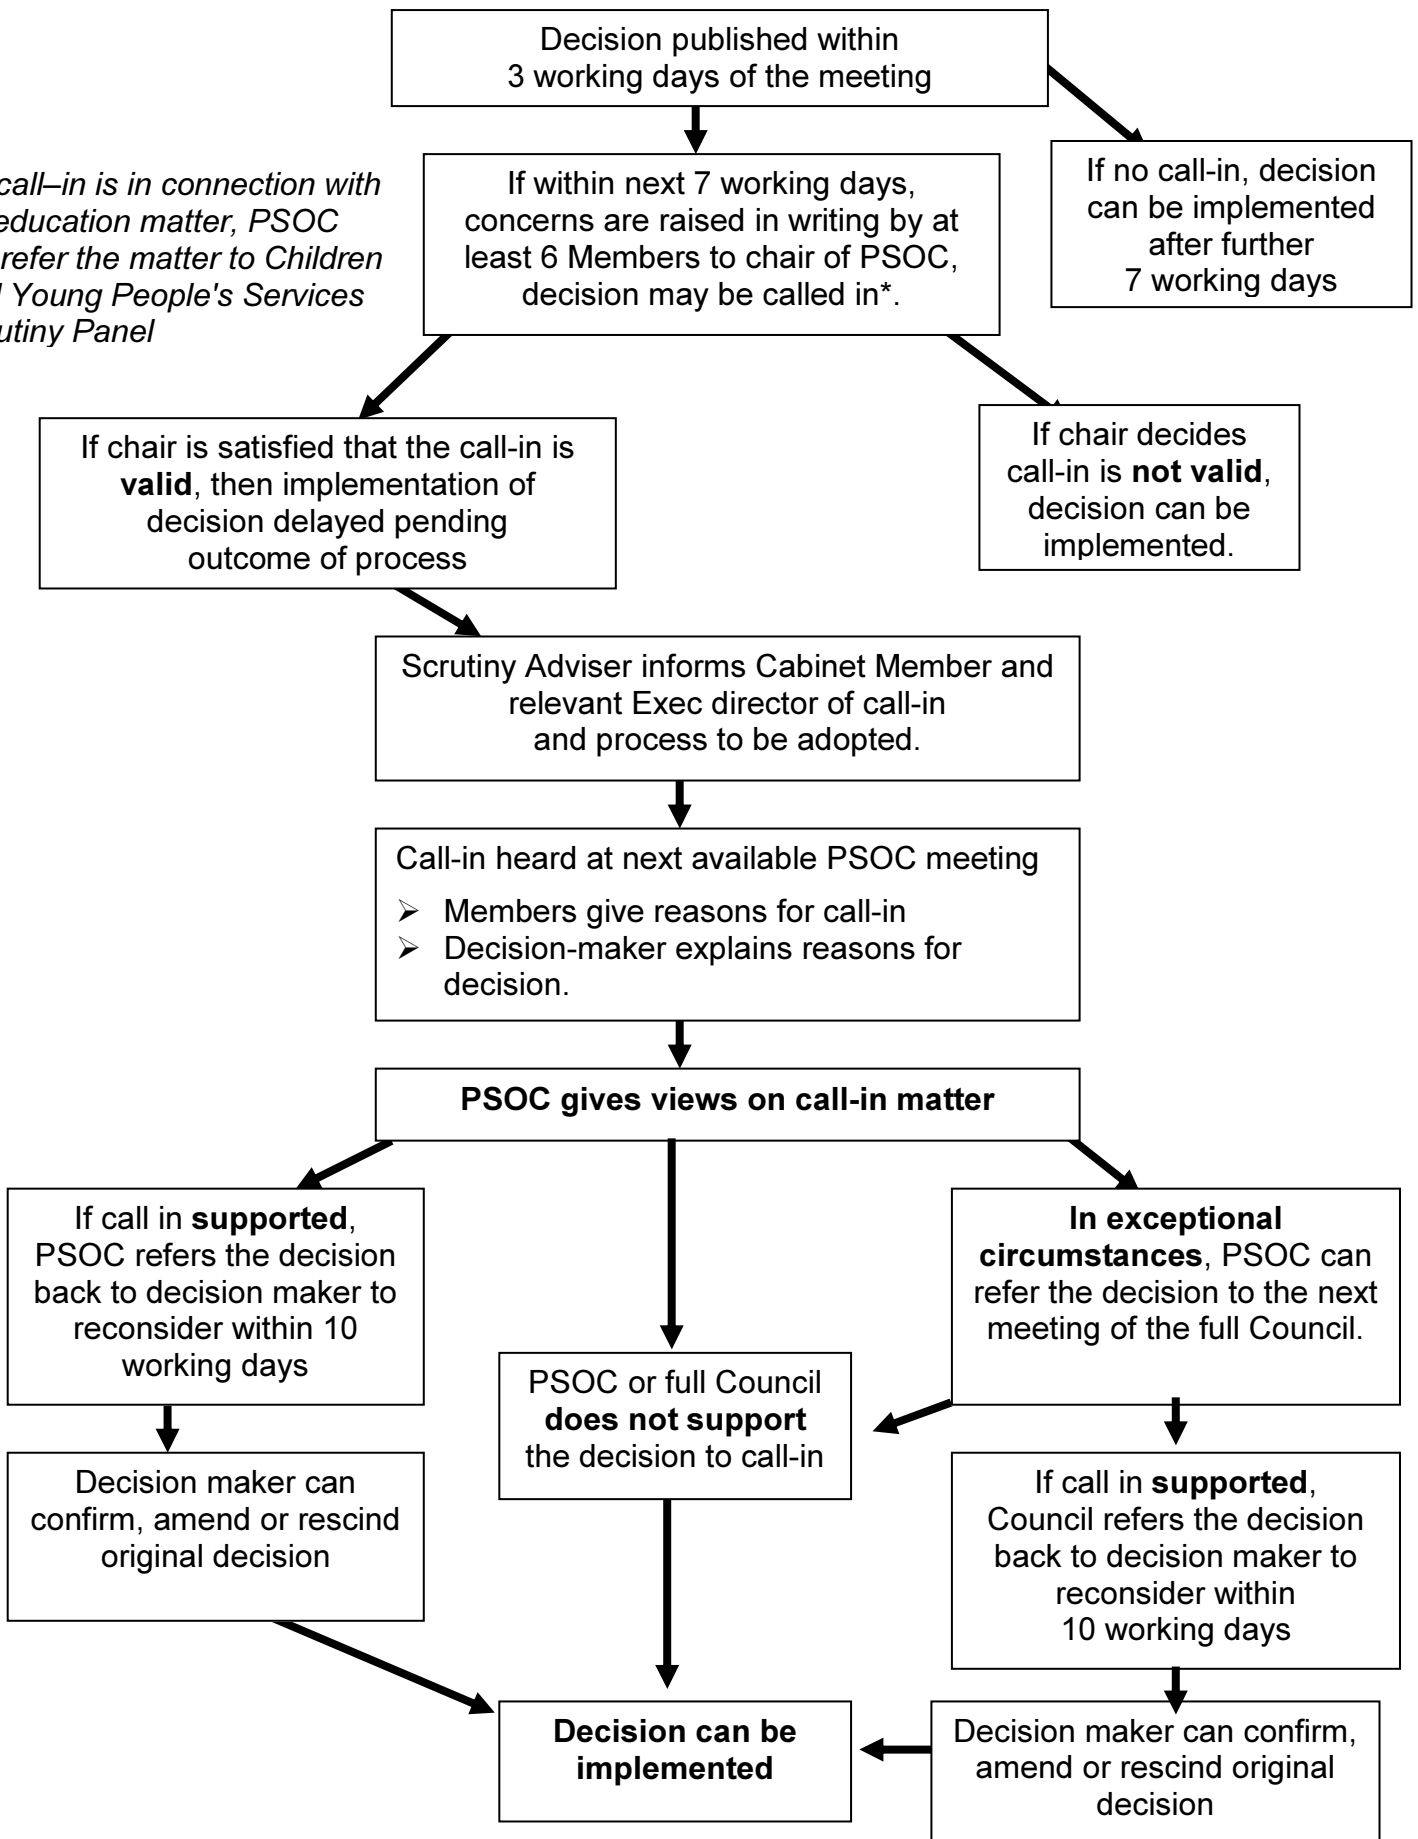 Decision published within
3 working days of the meeting
If no call-in, decision
can be implemented
after further
7 working days
call–in is in connection with
education matter, PSOC
refer the matter to Children
Young People's Services
Panel
If within next 7 working days,
concerns are raised in writing by at
least 6 Members to chair of PSOC,
decision may be called in*.
If chair is satisfied that the call-in is
valid, then implementation of
decision delayed pending
outcome of process
If chair decides
call-in is not valid,
decision can be
implemented.
Scrutiny Adviser informs Cabinet Member and
relevant Exec director of call-in
and process to be adopted.
Call-in heard at next available PSOC meeting
➢ Members give reasons for call-in
➢ Decision-maker explains reasons for
decision.
PSOC gives views on call-in matter
If call in supported,
PSOC refers the decision
back to decision maker to
reconsider within 10
working days
In exceptional
circumstances, PSOC can
refer the decision to the next
meeting of the full Council.
PSOC or full Council
does not support
the decision to call-in
Decision maker can
confirm, amend or rescind
original decision
If call in supported,
Council refers the decision
back to decision maker to
reconsider within
10 working days
Decision can be
implemented
Decision maker can confirm,
amend or rescind original
decision